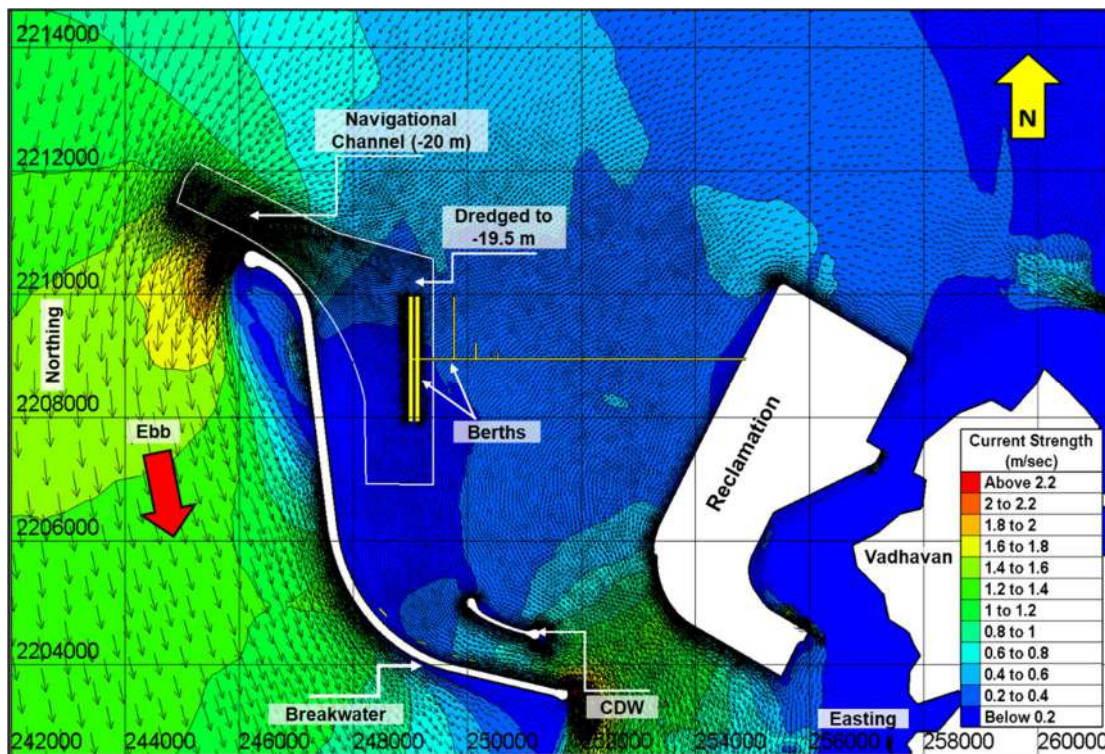 2214000
Navigational
Channel (-20 m)
N
2212000
Dredged to
-19.5 m
2210000
Northing
2208000
Ebb
Berths
Reclamation
2206000
Vadhavan
2204000
Breakwater
CDW
Easting
Current Strength
(m/sec)
Above 2.2
2 to 2.2
1.8 to 2
1.6 to 1.8
1.4 to 1.6
1.2 to 1.4
1 to 1.2
0.8 to 1
0.6 to 0.8
0.4 to 0.6
0.2 to 0.4
Below 0.2
242000 244000 246000 248000 250000 252000 254000 256000 258000 260000